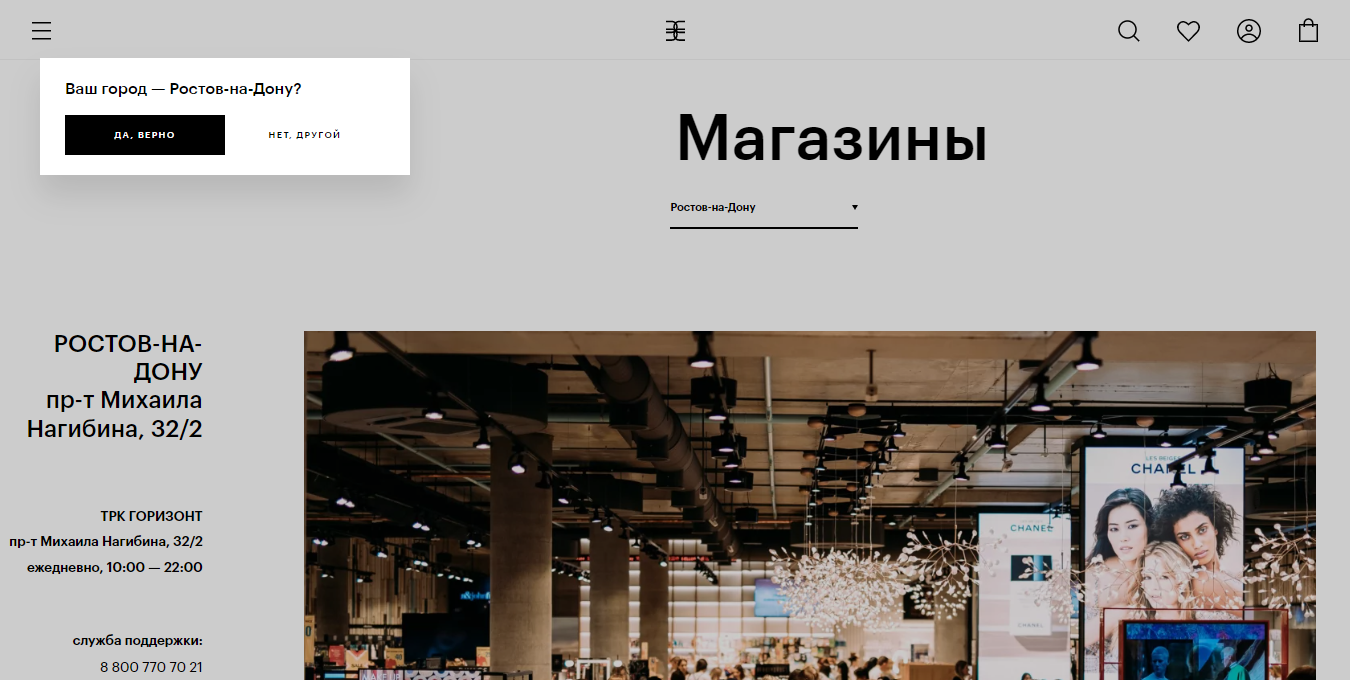 Ваш город — Ростов-на-Дону?
ДА, ВЕРНО
НЕТ, ДРУГОЙ
Магазины
Ростов-на-Дону
РОСТОВ-НА-
ДОНУ
пр-т Михаила
Нагибина, 32/2
ТРК ГОРИЗОНТ
пр-т Михаила Нагибина, 32/2
ежедневно, 10:00 — 22:00
служба поддержки:
8 800 770 70 21
LES BEIGES
CHANEL
CHANEL
CHANEL
SALE